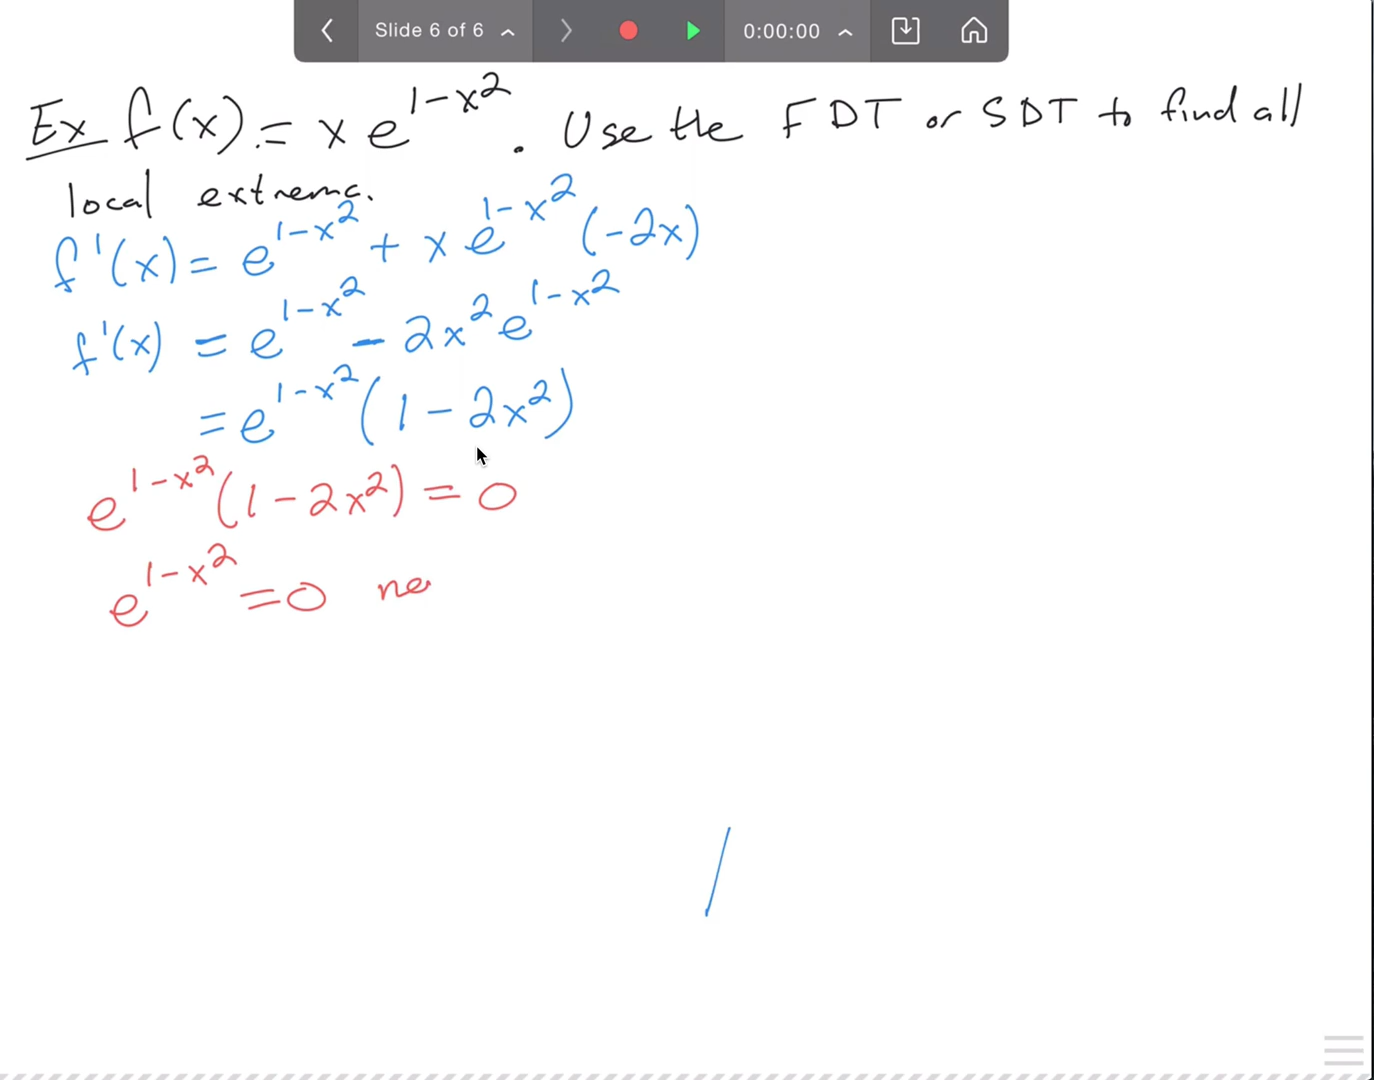 Slide 6 of 6
0:00:00
Ex f(x) = x e^{1-x^2}. Use the FDT or SDT to find all
local extrema.
f'(x) = e^{1-x^2} + x e^{1-x^2} (-2x)
f'(x) = e^{1-x^2} - 2x^2 e^{1-x^2}
= e^{1-x^2} (1 - 2x^2)
e^{1-x^2} (1 - 2x^2) = 0
e^{1-x^2} = 0 ne